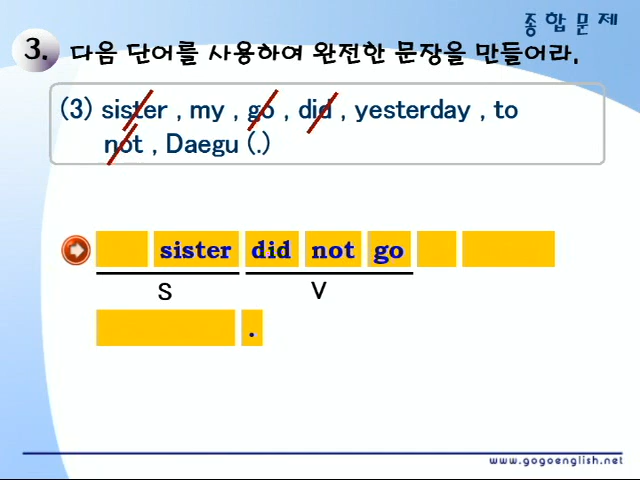 종합문제
3. 다음 단어를 사용하여 완전한 문장을 만들어라.
(3) sister , my , go , did , yesterday , to
not , Daegu (.)
sister did not go
S V
.
www.gogoenglish.net